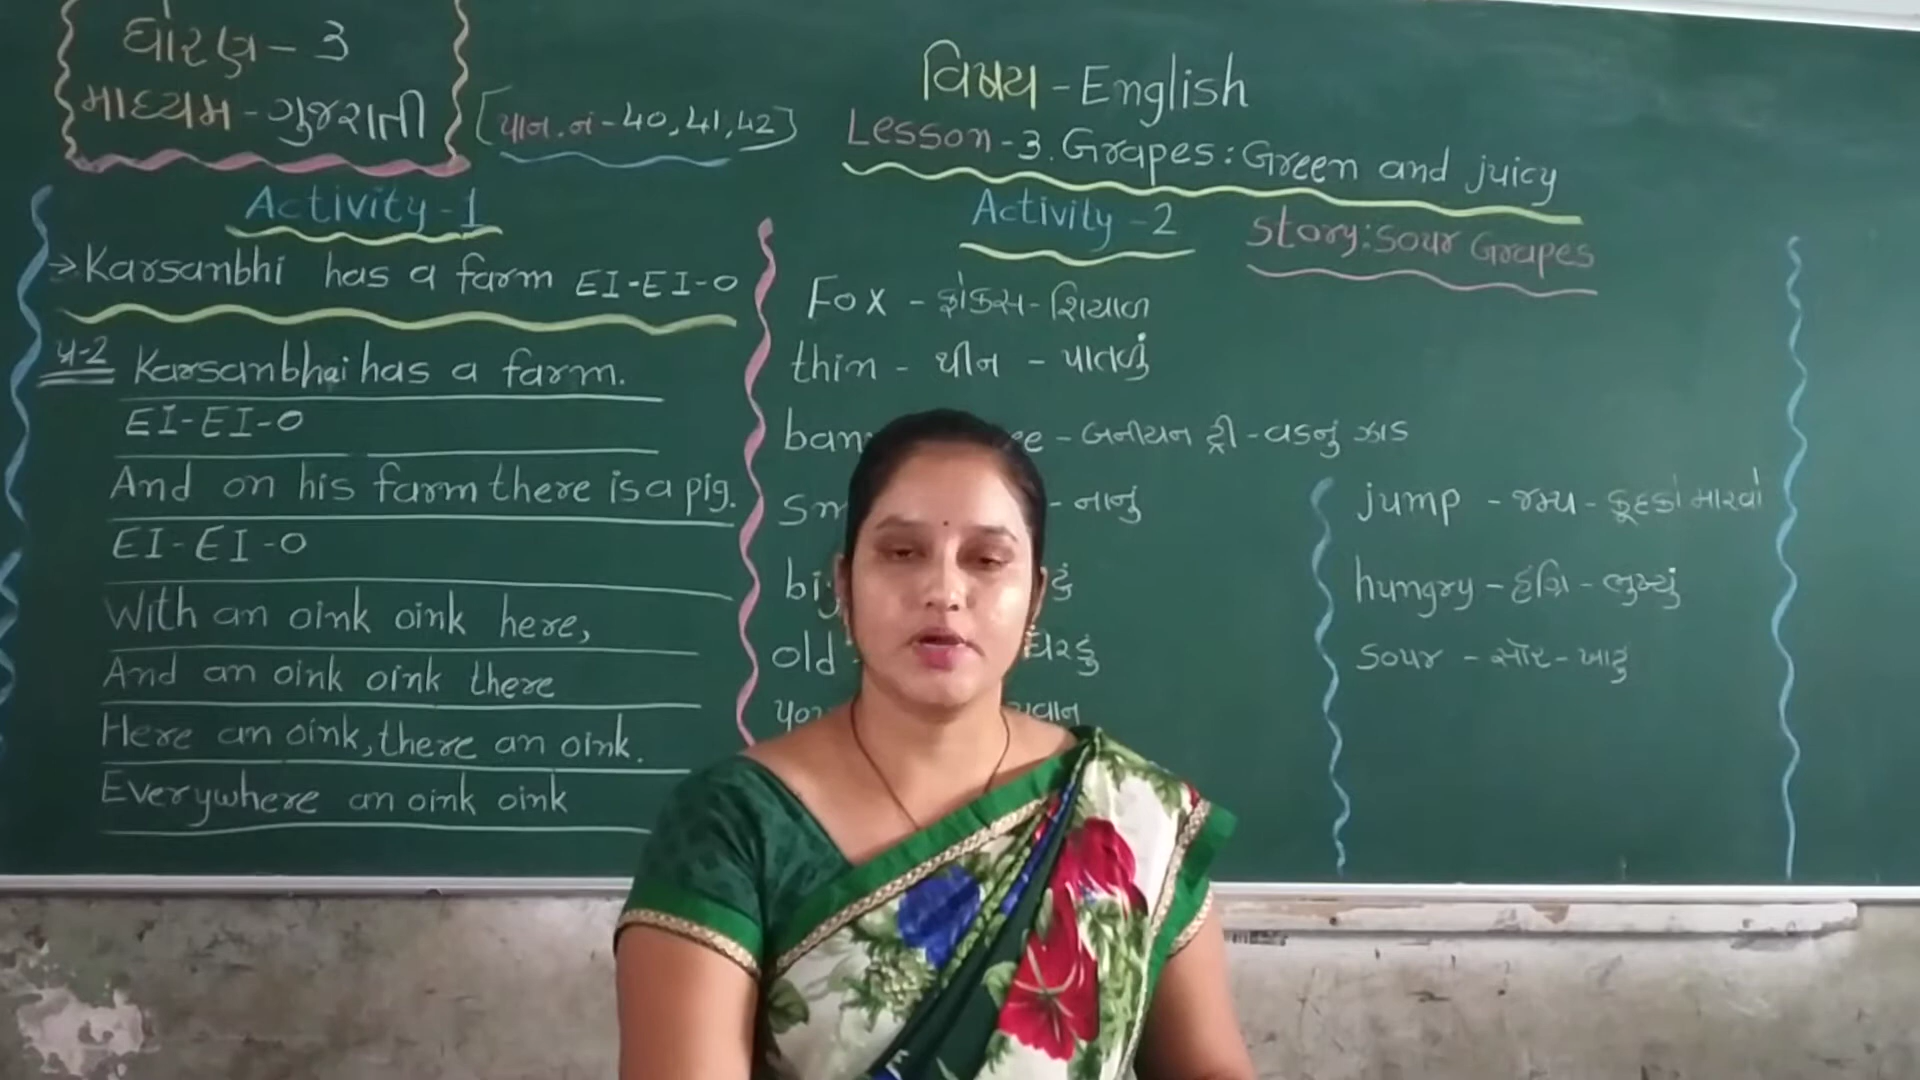 ધોરણ - 3
માધ્યમ - ગુજરાતી
[પાન.નં - 40, 41, 42]
વિષય - English
Lesson - 3. Grapes: Green and juicy
Activity - 1
→ Karsanbhi has a farm EI-EI-O
પ્ર-2 Karsanbhai has a farm.
EI-EI-O
And on his farm there is a pig.
EI-EI-O
With an oink oink here,
And an oink oink there
Here an oink, there an oink.
Everywhere an oink oink
Activity - 2
Story: Sour Grapes
Fox - ફોકસ - શિયાળ
thin - થીન - પાતળું
- બનીયન ટ્રી - વડનું ઝાડ
- નાનું
old -
jump - જમ્પ - કૂદકો મારવો
hungry - હંગ્રિ - ભુખ્યું
Sour - સૉર - ખાટું